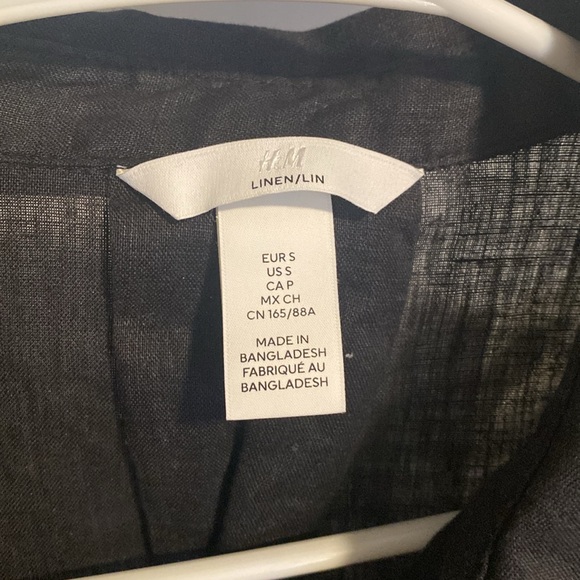 H&M
LINEN/LIN
EUR S
US S
CA P
MX CH
CN 165/88A
MADE IN
BANGLADESH
FABRIQUÉ AU
BANGLADESH